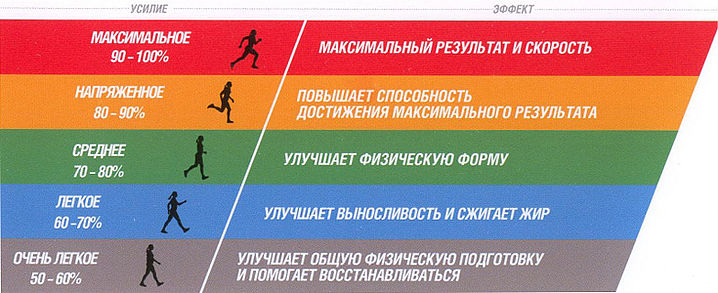 УСИЛИЕ ЭФФЕКТ
МАКСИМАЛЬНОЕ
90 – 100%
МАКСИМАЛЬНЫЙ РЕЗУЛЬТАТ И СКОРОСТЬ
НАПРЯЖЕННОЕ
80 – 90%
ПОВЫШАЕТ СПОСОБНОСТЬ
ДОСТИЖЕНИЯ МАКСИМАЛЬНОГО РЕЗУЛЬТАТА
СРЕДНЕЕ
70 – 80%
УЛУЧШАЕТ ФИЗИЧЕСКУЮ ФОРМУ
ЛЕГКОЕ
60 –70%
УЛУЧШАЕТ ВЫНОСЛИВОСТЬ И СЖИГАЕТ ЖИР
ОЧЕНЬ ЛЕГКОЕ
50 – 60%
УЛУЧШАЕТ ОБЩУЮ ФИЗИЧЕСКУЮ ПОДГОТОВКУ
И ПОМОГАЕТ ВОССТАНАВЛИВАТЬСЯ